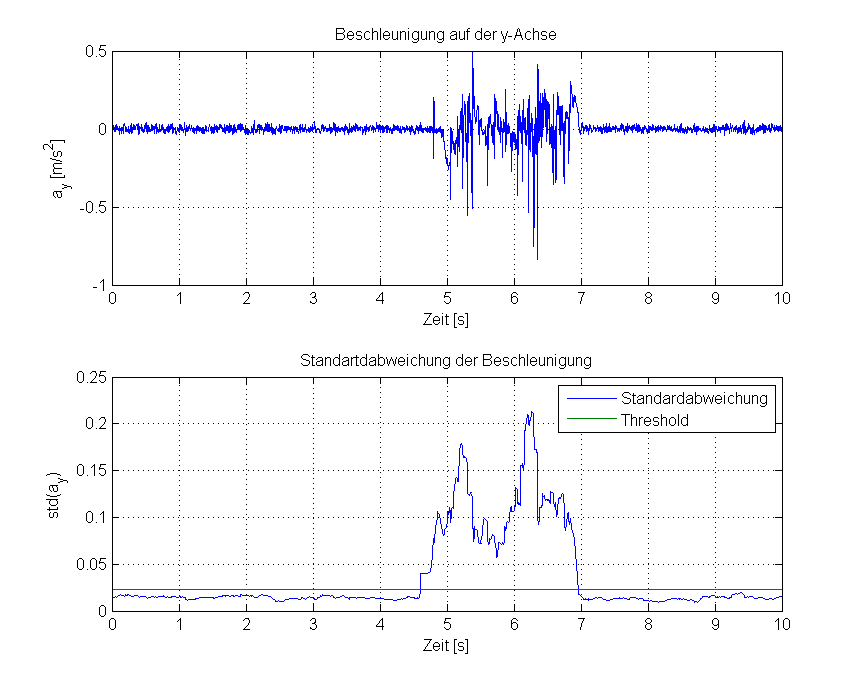 Beschleunigung auf der y-Achse
0.5
0
-0.5
-1
a_y [m/s^2]
0 1 2 3 4 5 6 7 8 9 10
Zeit [s]
Standartdabweichung der Beschleunigung
0.25
0.2
0.15
0.1
0.05
0
std(a_y)
Standardabweichung
Threshold
0 1 2 3 4 5 6 7 8 9 10
Zeit [s]